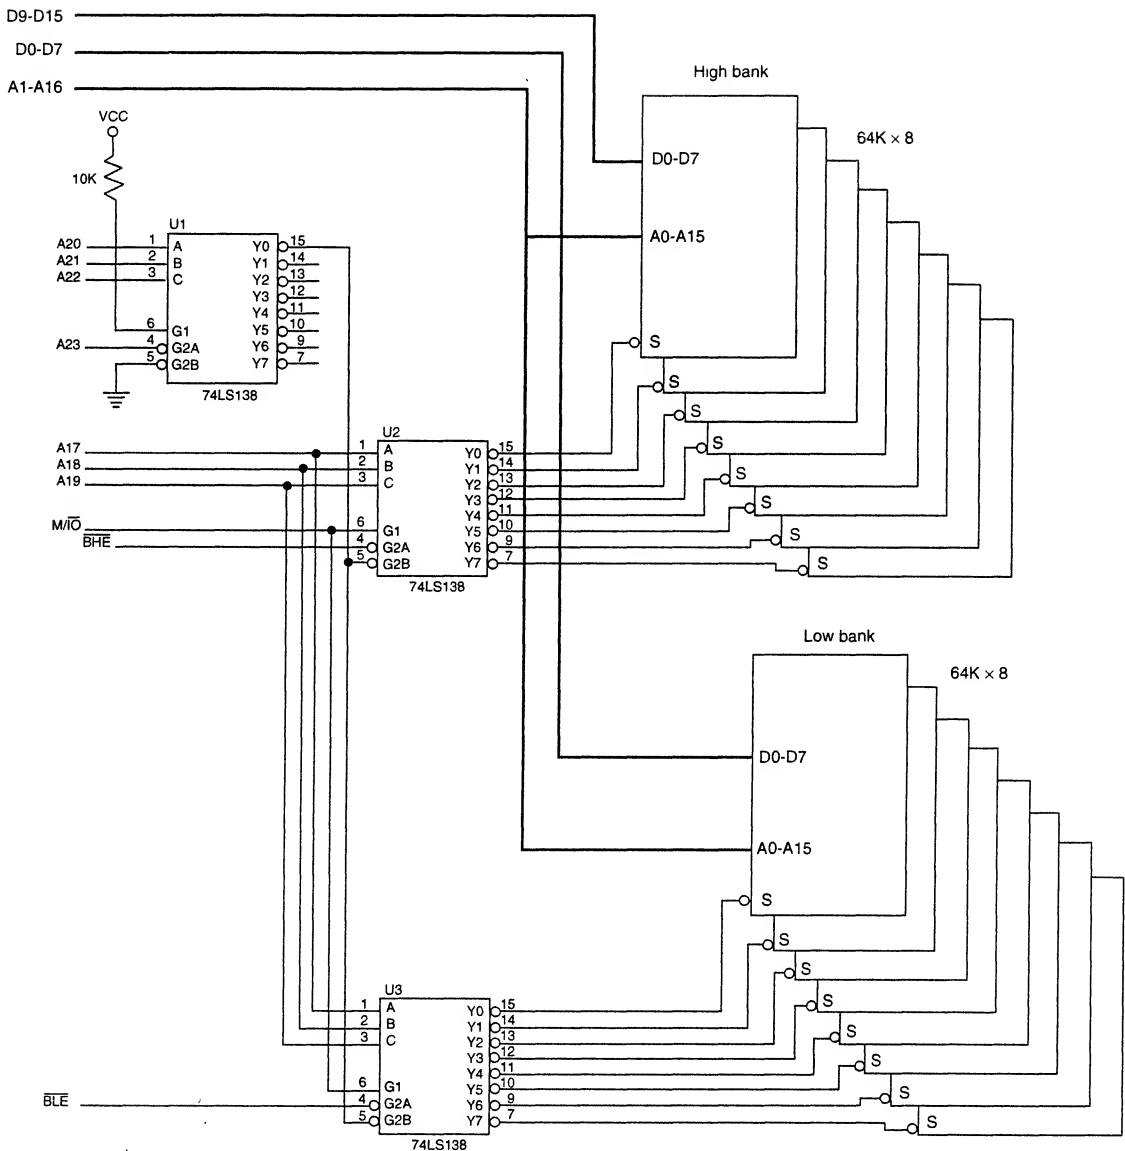 D9-D15
D0-D7
A1-A16
High bank
64K × 8
D0-D7
A0-A15
VCC
10K
U1
A20 1 A Y0 15
A21 2 B Y1 14
A22 3 C Y2 13
Y3 12
Y4 11
6 G1 Y5 10
A23 4 G2A Y6 9
5 G2B Y7 7
74LS138
S
S
S
S
S
S
S
S
U2
A17 1 A Y0 15
A18 2 B Y1 14
A19 3 C Y2 13
Y3 12
Y4 11
M/I̅O̅ 6 G1 Y5 10
B̅H̅E̅ 4 G2A Y6 9
5 G2B Y7 7
74LS138
Low bank
64K × 8
D0-D7
A0-A15
S
S
S
S
S
S
S
S
U3
1 A Y0 15
2 B Y1 14
3 C Y2 13
Y3 12
Y4 11
6 G1 Y5 10
B̅L̅E̅ 4 G2A Y6 9
5 G2B Y7 7
74LS138